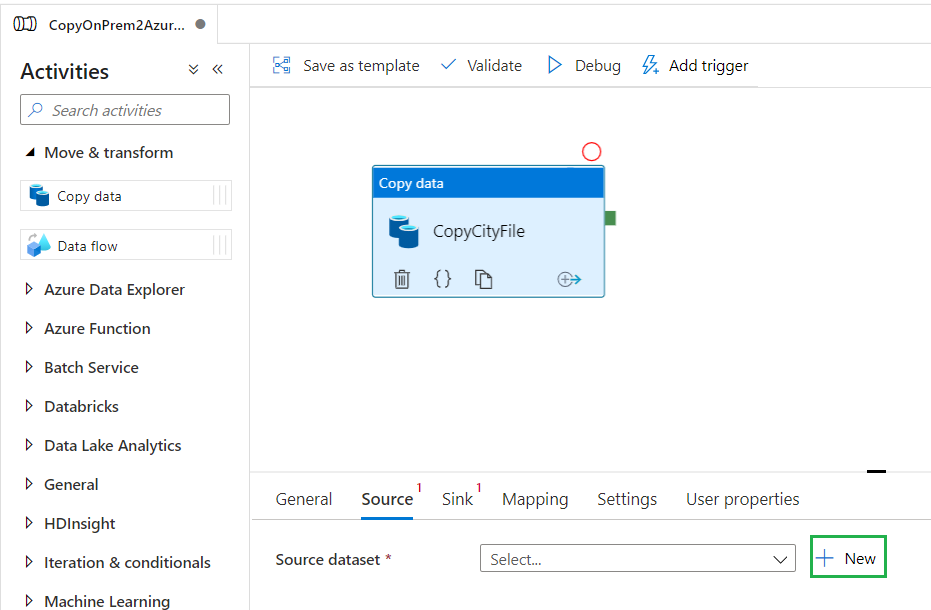 CopyOnPrem2Azur...
Activities
Save as template
Validate
Debug
Add trigger
Search activities
Move & transform
Copy data
Data flow
Azure Data Explorer
Azure Function
Batch Service
Databricks
Data Lake Analytics
General
HDInsight
Iteration & conditionals
Machine Learning
Copy data
CopyCityFile
{}
General
Source 1
Sink 1
Mapping
Settings
User properties
Source dataset *
Select...
New